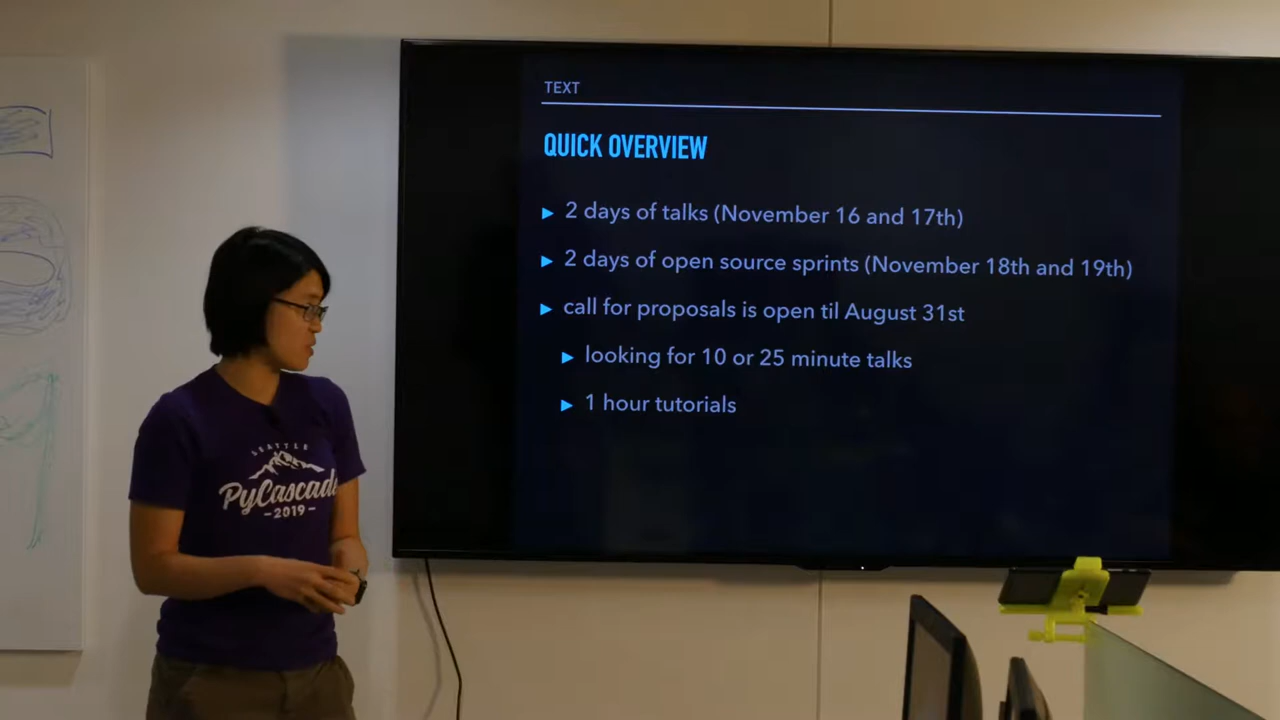 TEXT
QUICK OVERVIEW
▶ 2 days of talks (November 16 and 17th)
▶ 2 days of open source sprints (November 18th and 19th)
▶ call for proposals is open til August 31st
▶ looking for 10 or 25 minute talks
▶ 1 hour tutorials
SEATTLE
PyCascade
-2019-